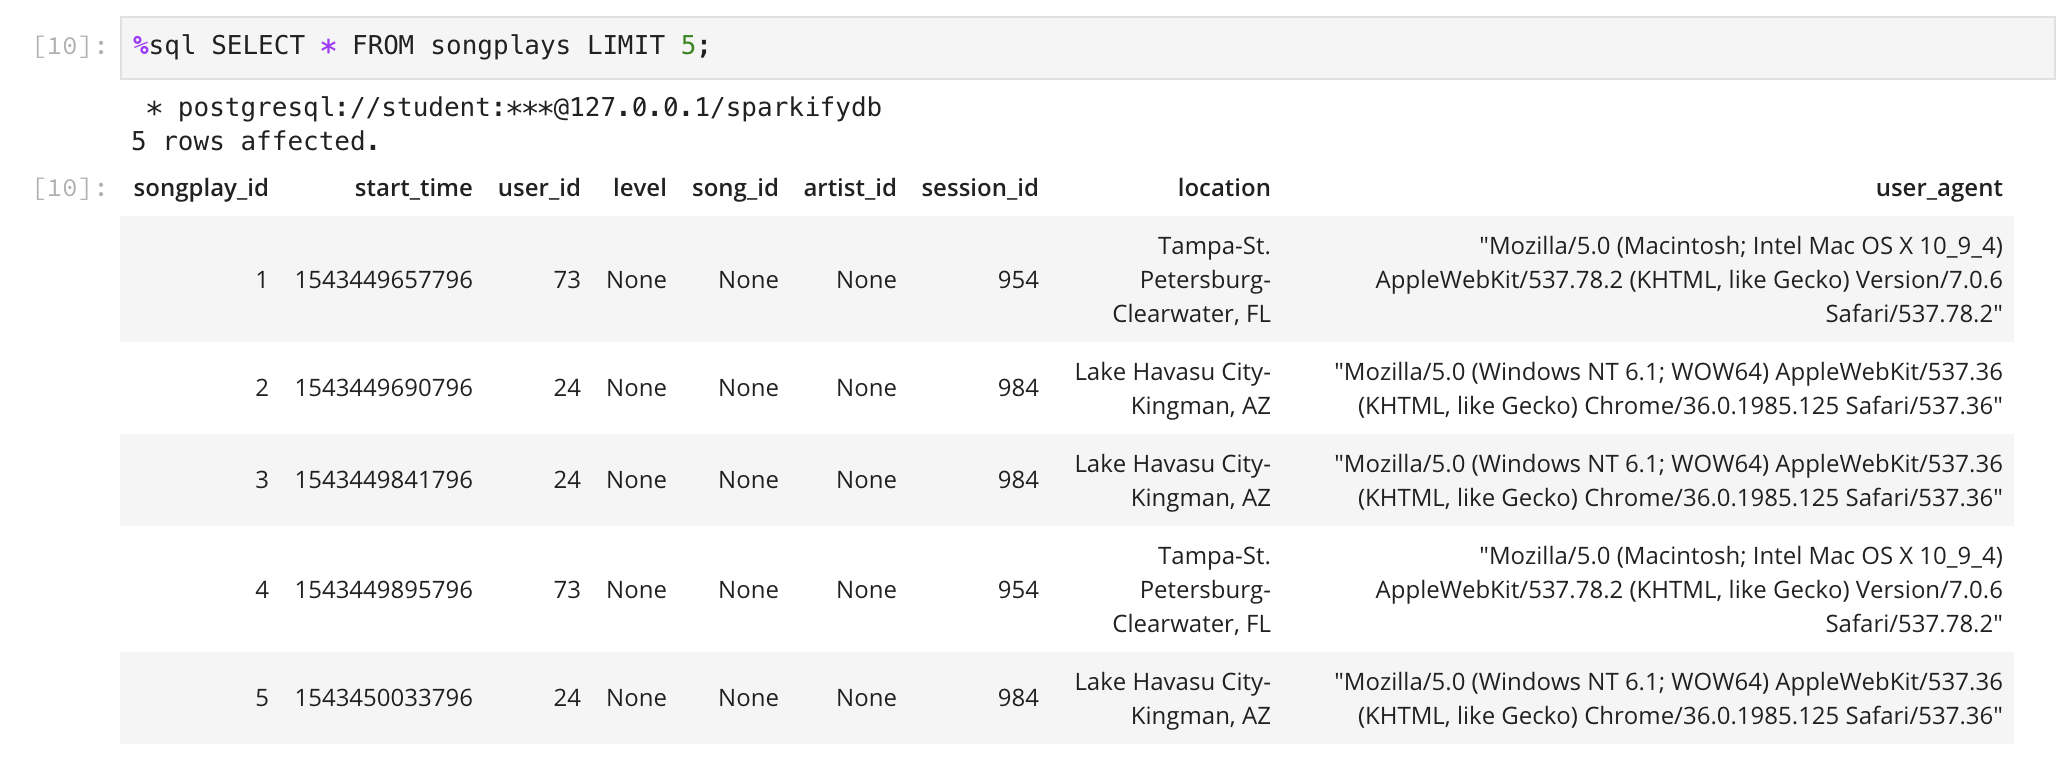 [10]: %sql SELECT * FROM songplays LIMIT 5;
* postgresql://student:***@127.0.0.1/sparkifydb
5 rows affected.
[10]: songplay_id start_time user_id level song_id artist_id session_id location user_agent
Tampa-St. "Mozilla/5.0 (Macintosh; Intel Mac OS X 10_9_4)
1 1543449657796 73 None None None 954 Petersburg- AppleWebKit/537.78.2 (KHTML, like Gecko) Version/7.0.6
Clearwater, FL Safari/537.78.2"
Lake Havasu City- "Mozilla/5.0 (Windows NT 6.1; WOW64) AppleWebKit/537.36
2 1543449690796 24 None None None 984 Kingman, AZ (KHTML, like Gecko) Chrome/36.0.1985.125 Safari/537.36"
Lake Havasu City- "Mozilla/5.0 (Windows NT 6.1; WOW64) AppleWebKit/537.36
3 1543449841796 24 None None None 984 Kingman, AZ (KHTML, like Gecko) Chrome/36.0.1985.125 Safari/537.36"
Tampa-St. "Mozilla/5.0 (Macintosh; Intel Mac OS X 10_9_4)
4 1543449895796 73 None None None 954 Petersburg- AppleWebKit/537.78.2 (KHTML, like Gecko) Version/7.0.6
Clearwater, FL Safari/537.78.2"
Lake Havasu City- "Mozilla/5.0 (Windows NT 6.1; WOW64) AppleWebKit/537.36
5 1543450033796 24 None None None 984 Kingman, AZ (KHTML, like Gecko) Chrome/36.0.1985.125 Safari/537.36"